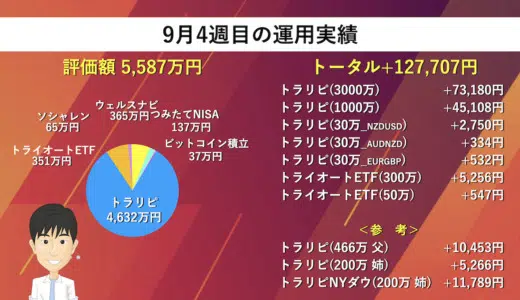 9月4週目の運用実績
評価額 5,587万円
ウェルスナビ
365万円
つみたてNISA
137万円
ソシャレン
65万円
ビットコイン積立
37万円
トライオートETF
351万円
トラリピ
4,632万円
トータル+127,707円
トラリピ(3000万) +73,180円
トラリピ(1000万) +45,108円
トラリピ(30万_NZDUSD) +2,750円
トラリピ(30万_AUDNZD) +334円
トラリピ(30万_EURGBP) +532円
トライオートETF(300万) +5,256円
トライオートETF(50万) +547円
＜参 考＞
トラリピ(466万 父) +10,453円
トラリピ(200万 姉) +5,266円
トラリピNYダウ(200万 姉) +11,789円